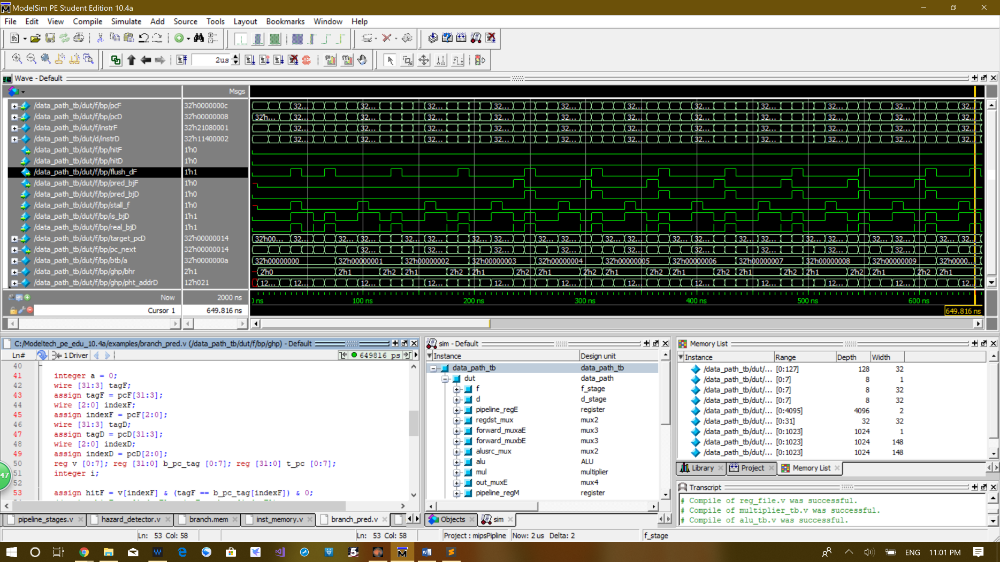 ModelSim PE Student Edition 10.4a
File Edit View Compile Simulate Add Source Tools Layout Bookmarks Window Help
2us
Wave - Default
Msgs
/data_path_tb/dut/f/bp/pcF 32'h0000000c 32... 32... 32... 32... 32... 32... 32... 32... 32... 32... 32...
/data_path_tb/dut/f/bp/pcD 32'h00000008 32'h... 32... 32... 32... 32... 32... 32... 32... 32... 32... 32... 32...
/data_path_tb/dut/f/instrF 32'h21080001 32... 32... 32... 32... 32... 32... 32... 32... 32... 32... 32...
/data_path_tb/dut/d/instrD 32'h11400002 32... 32... 32... 32... 32... 32... 32... 32... 32... 32... 32...
/data_path_tb/dut/f/bp/hitF 1'h0
/data_path_tb/dut/f/bp/hitD 1'h0
/data_path_tb/dut/f/bp/flush_dF 1'h1
/data_path_tb/dut/f/bp/pred_bjF 1'h0
/data_path_tb/dut/f/bp/pred_bjD 1'h0
/data_path_tb/dut/f/bp/stall_f 1'h0
/data_path_tb/dut/f/bp/is_bjD 1'h1
/data_path_tb/dut/f/bp/real_bjD 1'h1
/data_path_tb/dut/f/bp/target_pcD 32'h00000014 32'h00... 32... 32... 32... 32... 32... 32... 32... 32... 32... 32... 32... 32... 32... 32... 32... 32... 32... 32... 32... 32...
/data_path_tb/dut/f/bp/pc_next 32'h00000014 32... 32... 32... 32... 32... 32... 32... 32... 32... 32...
/data_path_tb/dut/f/bp/btb/a 32'h0000000a 32'h00000000 32'h00000001 32'h00000002 32'h00000003 32'h00000004 32'h00000005 32'h00000006 32'h00000007 32'h00000008 32'h00000009 32'h0000...
/data_path_tb/dut/f/bp/ghp/bhr 2'h1 2'h0 2'h1 2'h2 2'h1 2'h2 2'h1 2'h2 2'h1 2'h2 2'h1 2'h2 2'h1 2'h2 2'h1 2'h2 2'h1 2'h2 2'h1 2'h2 2'h1
/data_path_tb/dut/f/bp/ghp/pht_addrD 12'h021 12... 12... 12... 12... 12... 12... 12... 12... 12... 12... 12... 12...
Now 2000 ns 0 ns 100 ns 200 ns 300 ns 400 ns 500 ns 600 ns
Cursor 1 649.816 ns 649.816 ns
C:/Modeltech_pe_edu_10.4a/examples/branch_pred.v (/data_path_tb/dut/f/bp/ghp) - Default
Ln# 1 Driver 649816 ps
40
41 integer a = 0;
42 wire [31:3] tagF;
43 assign tagF = pcF[31:3];
44 wire [2:0] indexF;
45 assign indexF = pcF[2:0];
46 wire [31:3] tagD;
47 assign tagD = pcD[31:3];
48 wire [2:0] indexD;
49 assign indexD = pcD[2:0];
50 reg v [0:7]; reg [31:0] b_pc_tag [0:7]; reg [31:0] t_pc [0:7];
51 integer i;
52
53 assign hitF = v[indexF] & (tagF == b_pc_tag[indexF]) & 0;
47
pipeline_stages.v hazard_detector.v branch.mem inst_memory.v branch_pred.v
sim - Default
Instance Design unit
data_path_tb data_path_tb
dut data_path
f f_stage
d d_stage
pipeline_regE register
regdst_mux mux2
forward_muxaE mux3
forward_muxbE mux3
alusrc_mux mux2
alu ALU
mul multiplier
out_muxE mux4
pipeline_regM register
Objects sim
Memory List
Instance Range Depth Width
/data_path_tb/dut/... [0:127] 128 32
/data_path_tb/dut/... [0:7] 8 1
/data_path_tb/dut/... [0:7] 8 32
/data_path_tb/dut/... [0:7] 8 32
/data_path_tb/dut/... [0:4095] 4096 2
/data_path_tb/dut/... [0:31] 32 32
/data_path_tb/dut/... [0:1023] 1024 1
/data_path_tb/dut/... [0:1023] 1024 148
/data_path_tb/dut/... [0:1023] 1024 148
Library Project Memory List
Transcript
# Compile of reg_file.v was successful.
# Compile of multiplier_tb.v was successful.
# Compile of alu_tb.v was successful.
Ln: 53 Col: 58 Ln: 53 Col: 58 Project : mipsPipline Now: 2 us Delta: 2 f_stage
ENG 11:01 PM